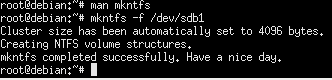 root@debian:~# man mkntfs
root@debian:~# mkntfs -f /dev/sdb1
Cluster size has been automatically set to 4096 bytes.
Creating NTFS volume structures.
mkntfs completed successfully. Have a nice day.
root@debian:~#